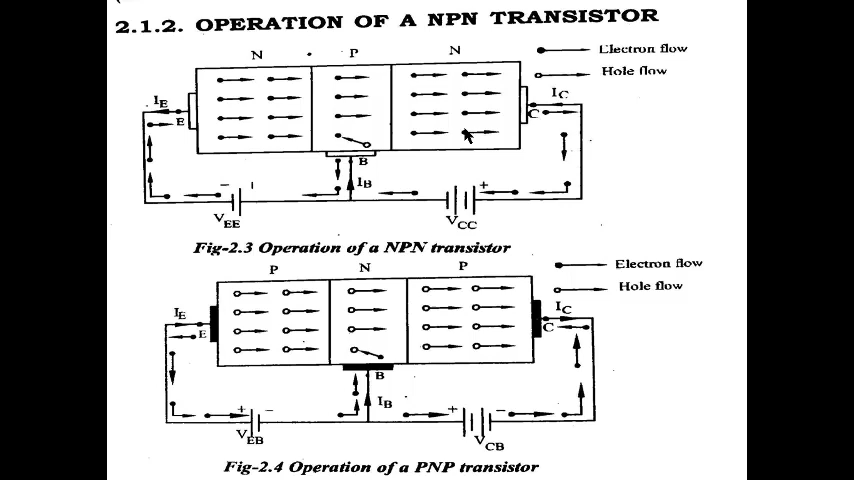 2.1.2. OPERATION OF A NPN TRANSISTOR
N P N
Electron flow
Hole flow
IE IC
E C
B
IB
− +
VEE VCC
Fig-2.3 Operation of a NPN transistor
Electron flow
P N P
Hole flow
IE IC
E C
B
IB
+ − + −
VEB VCB
Fig-2.4 Operation of a PNP transistor